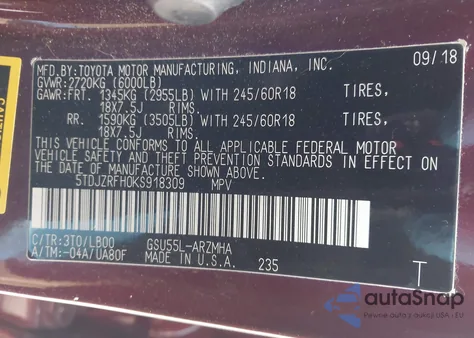 MFD.BY:TOYOTA MOTOR MANUFACTURING, INDIANA, INC. 09/18
GVWR:2720KG (6000LB)
GAWR:FRT. 1345KG (2955LB) WITH 245/60R18 TIRES,
18X7.5J RIMS.
RR. 1590KG (3505LB) WITH 245/60R18 TIRES,
18X7.5J RIMS.
THIS VEHICLE CONFORMS TO ALL APPLICABLE FEDERAL MOTOR
VEHICLE SAFETY AND THEFT PREVENTION STANDARDS IN EFFECT ON
THE DATE OF MANUFACTURE SHOWN ABOVE.
5TDJZRFH0KS918309 MPV
C/TR:3T0/LB00 GSU55L-ARZMHA
A/TM:-04A/UA80F MADE IN U.S.A. 235 T
autoSnap